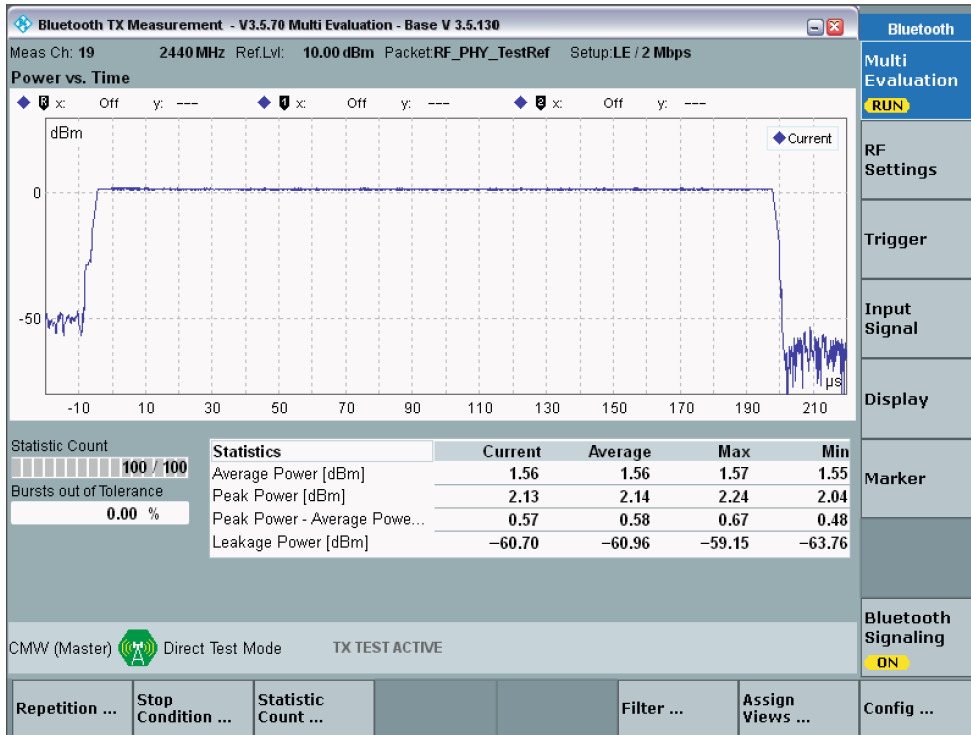 Bluetooth TX Measurement - V3.5.70 Multi Evaluation - Base V 3.5.130
Bluetooth
Meas Ch: 19 2440 MHz Ref.Lvl: 10.00 dBm Packet:RF_PHY_TestRef Setup:LE / 2 Mbps
Power vs. Time
R x: Off y: --- 1 x: Off y: --- 2 x: Off y: ---
dBm
Current
0
-50
µs
-10 10 30 50 70 90 110 130 150 170 190 210
Statistic Count
100 / 100
Bursts out of Tolerance
0.00 %
Statistics Current Average Max Min
Average Power [dBm] 1.56 1.56 1.57 1.55
Peak Power [dBm] 2.13 2.14 2.24 2.04
Peak Power - Average Powe... 0.57 0.58 0.67 0.48
Leakage Power [dBm] −60.70 −60.96 −59.15 −63.76
CMW (Master) Direct Test Mode TX TEST ACTIVE
Multi
Evaluation
RUN
RF
Settings
Trigger
Input
Signal
Display
Marker
Bluetooth
Signaling
ON
Repetition ...
Stop
Condition ...
Statistic
Count ...
Filter ...
Assign
Views ...
Config ...